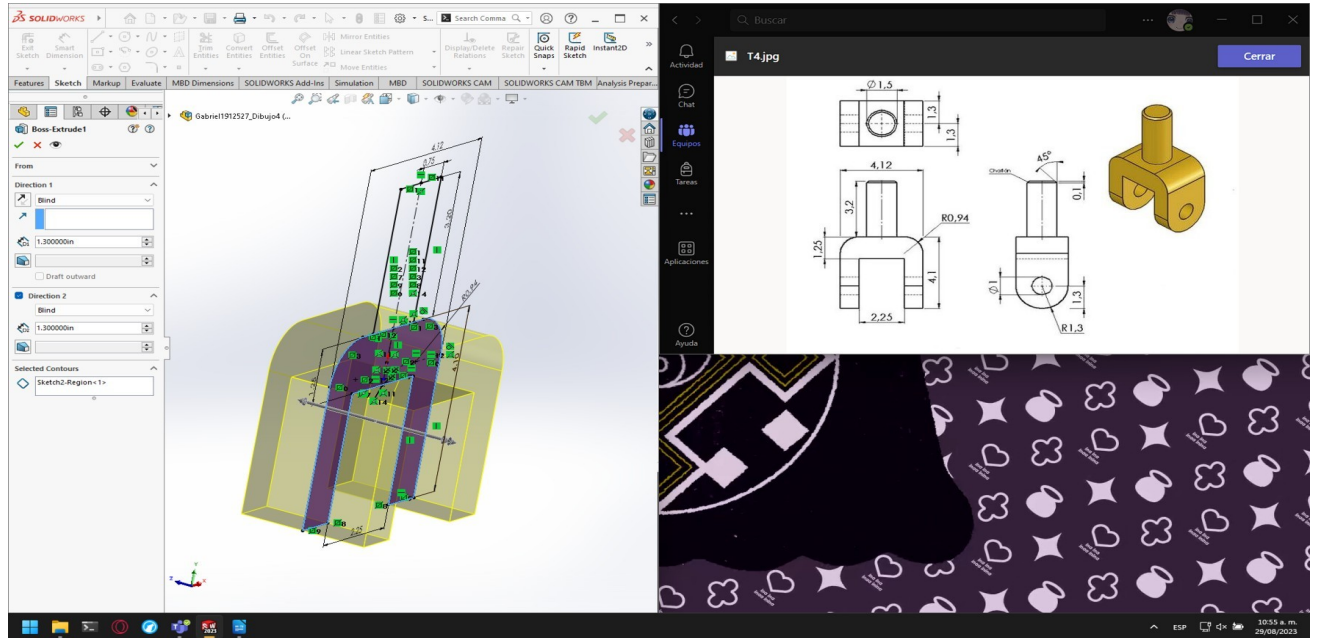 SOLIDWORKS
S...
Search Comma
Exit Sketch
Smart Dimension
Trim Entities
Convert Entities
Offset Entities
Offset On Surface
Mirror Entities
Linear Sketch Pattern
Move Entities
Display/Delete Relations
Repair Sketch
Quick Snaps
Rapid Sketch
Instant2D
Features
Sketch
Markup
Evaluate
MBD Dimensions
SOLIDWORKS Add-Ins
Simulation
MBD
SOLIDWORKS CAM
SOLIDWORKS CAM TBM
Analysis Prepar...
Gabriel1912527_Dibujo4 (...
Boss-Extrude1
From
Direction 1
Blind
1.300000in
Draft outward
Direction 2
Blind
1.300000in
Selected Contours
Sketch2-Region<1>
4.12
0.75
2.25
Buscar
T4.jpg
Cerrar
Actividad
Chat
Equipos
Tareas
Aplicaciones
Ayuda
Ø1,5
1,3
1,3
4,12
3,2
1,25
R0,94
4,1
2,25
Chaflán
45°
0,1
Ø1
1,3
R1,3
ESP
10:55 a. m.
29/08/2023